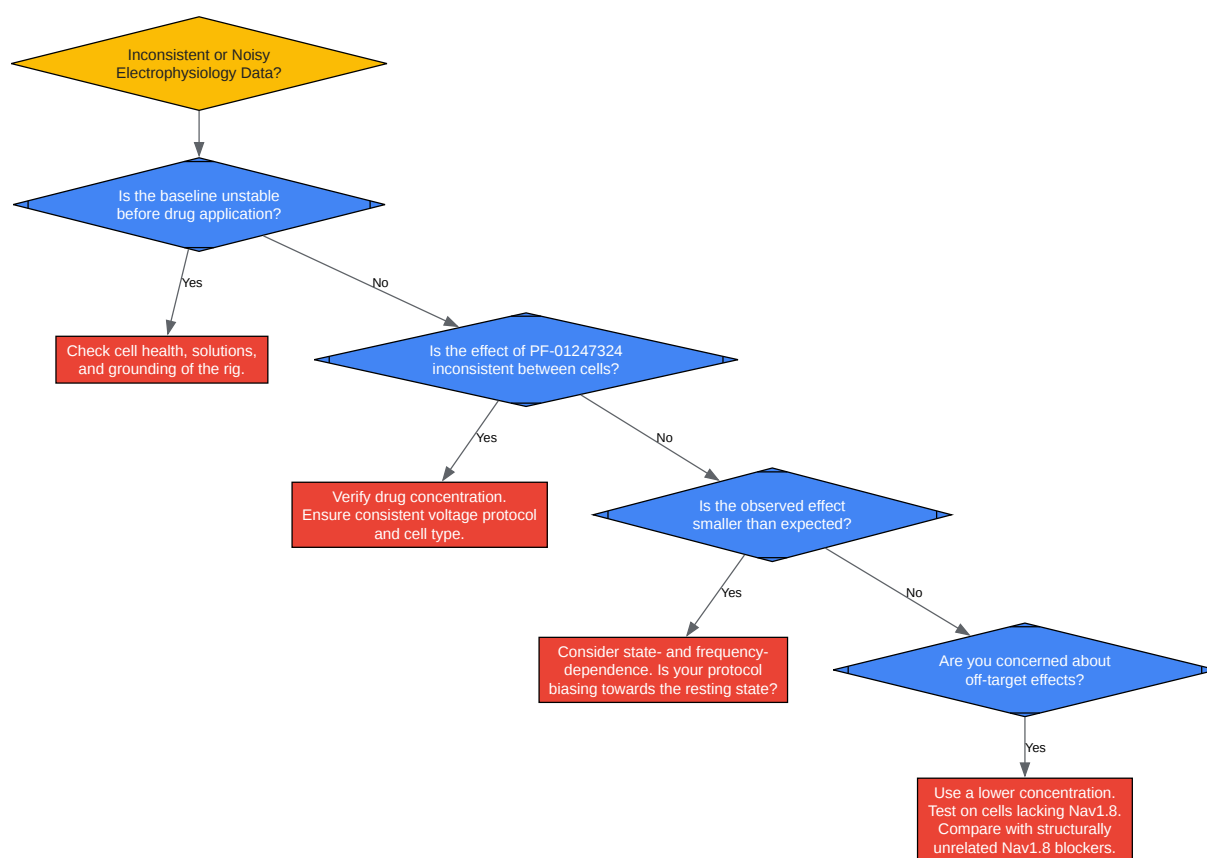 Inconsistent or Noisy
Electrophysiology Data?
Is the baseline unstable
before drug application?
Yes
No
Check cell health, solutions,
and grounding of the rig.
Is the effect of PF-01247324
inconsistent between cells?
Yes
No
Verify drug concentration.
Ensure consistent voltage protocol
and cell type.
Is the observed effect
smaller than expected?
Yes
No
Consider state- and frequency-
dependence. Is your protocol
biasing towards the resting state?
Are you concerned about
off-target effects?
Yes
Use a lower concentration.
Test on cells lacking Nav1.8.
Compare with structurally
unrelated Nav1.8 blockers.